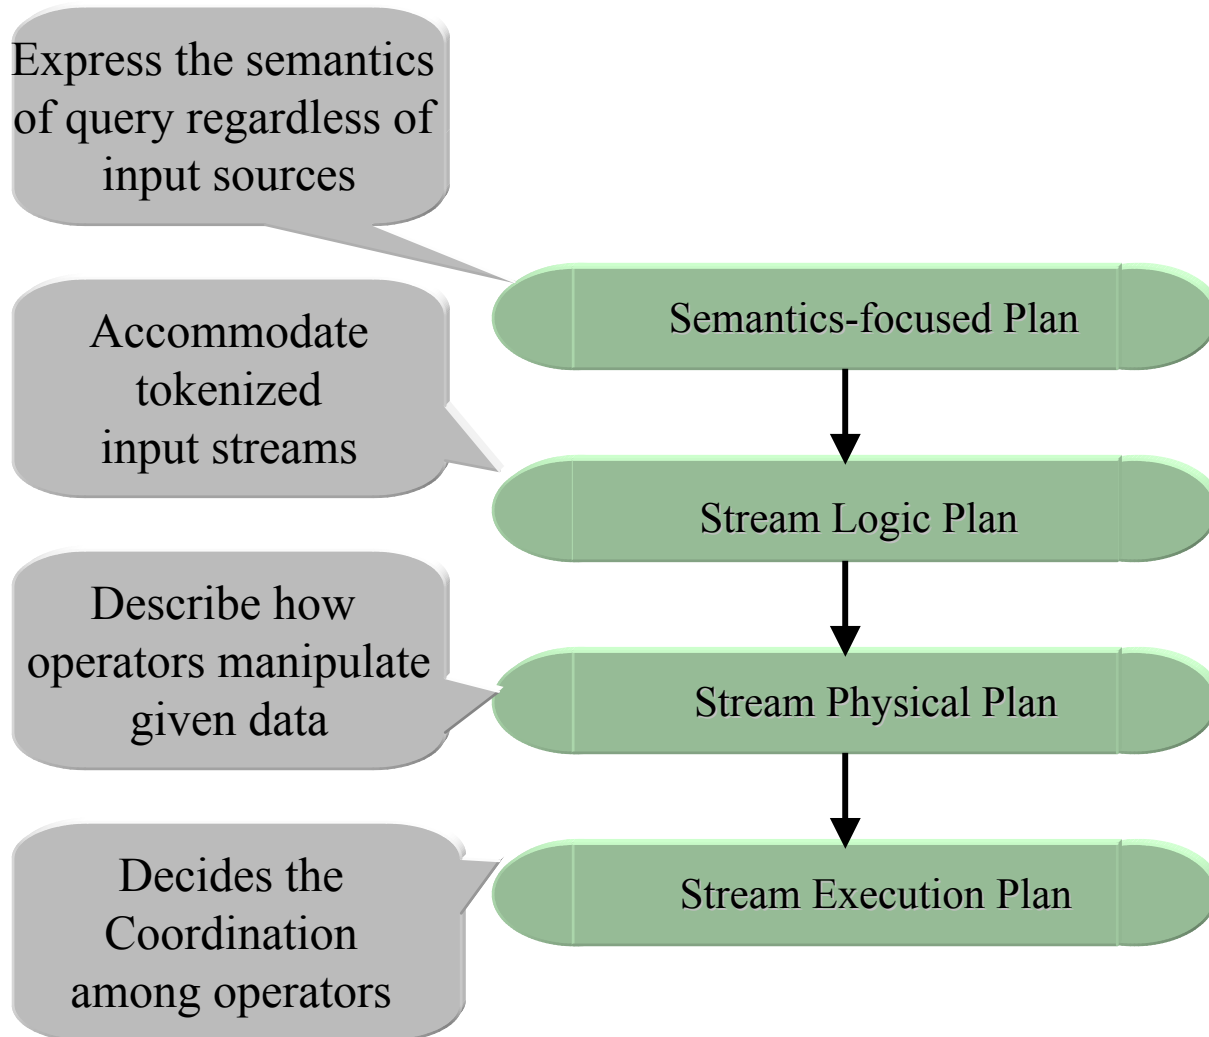 Express the semantics
of query regardless of
input sources
Semantics-focused Plan
Accommodate
tokenized
input streams
Stream Logic Plan
Describe how
operators manipulate
given data
Stream Physical Plan
Decides the
Coordination
among operators
Stream Execution Plan